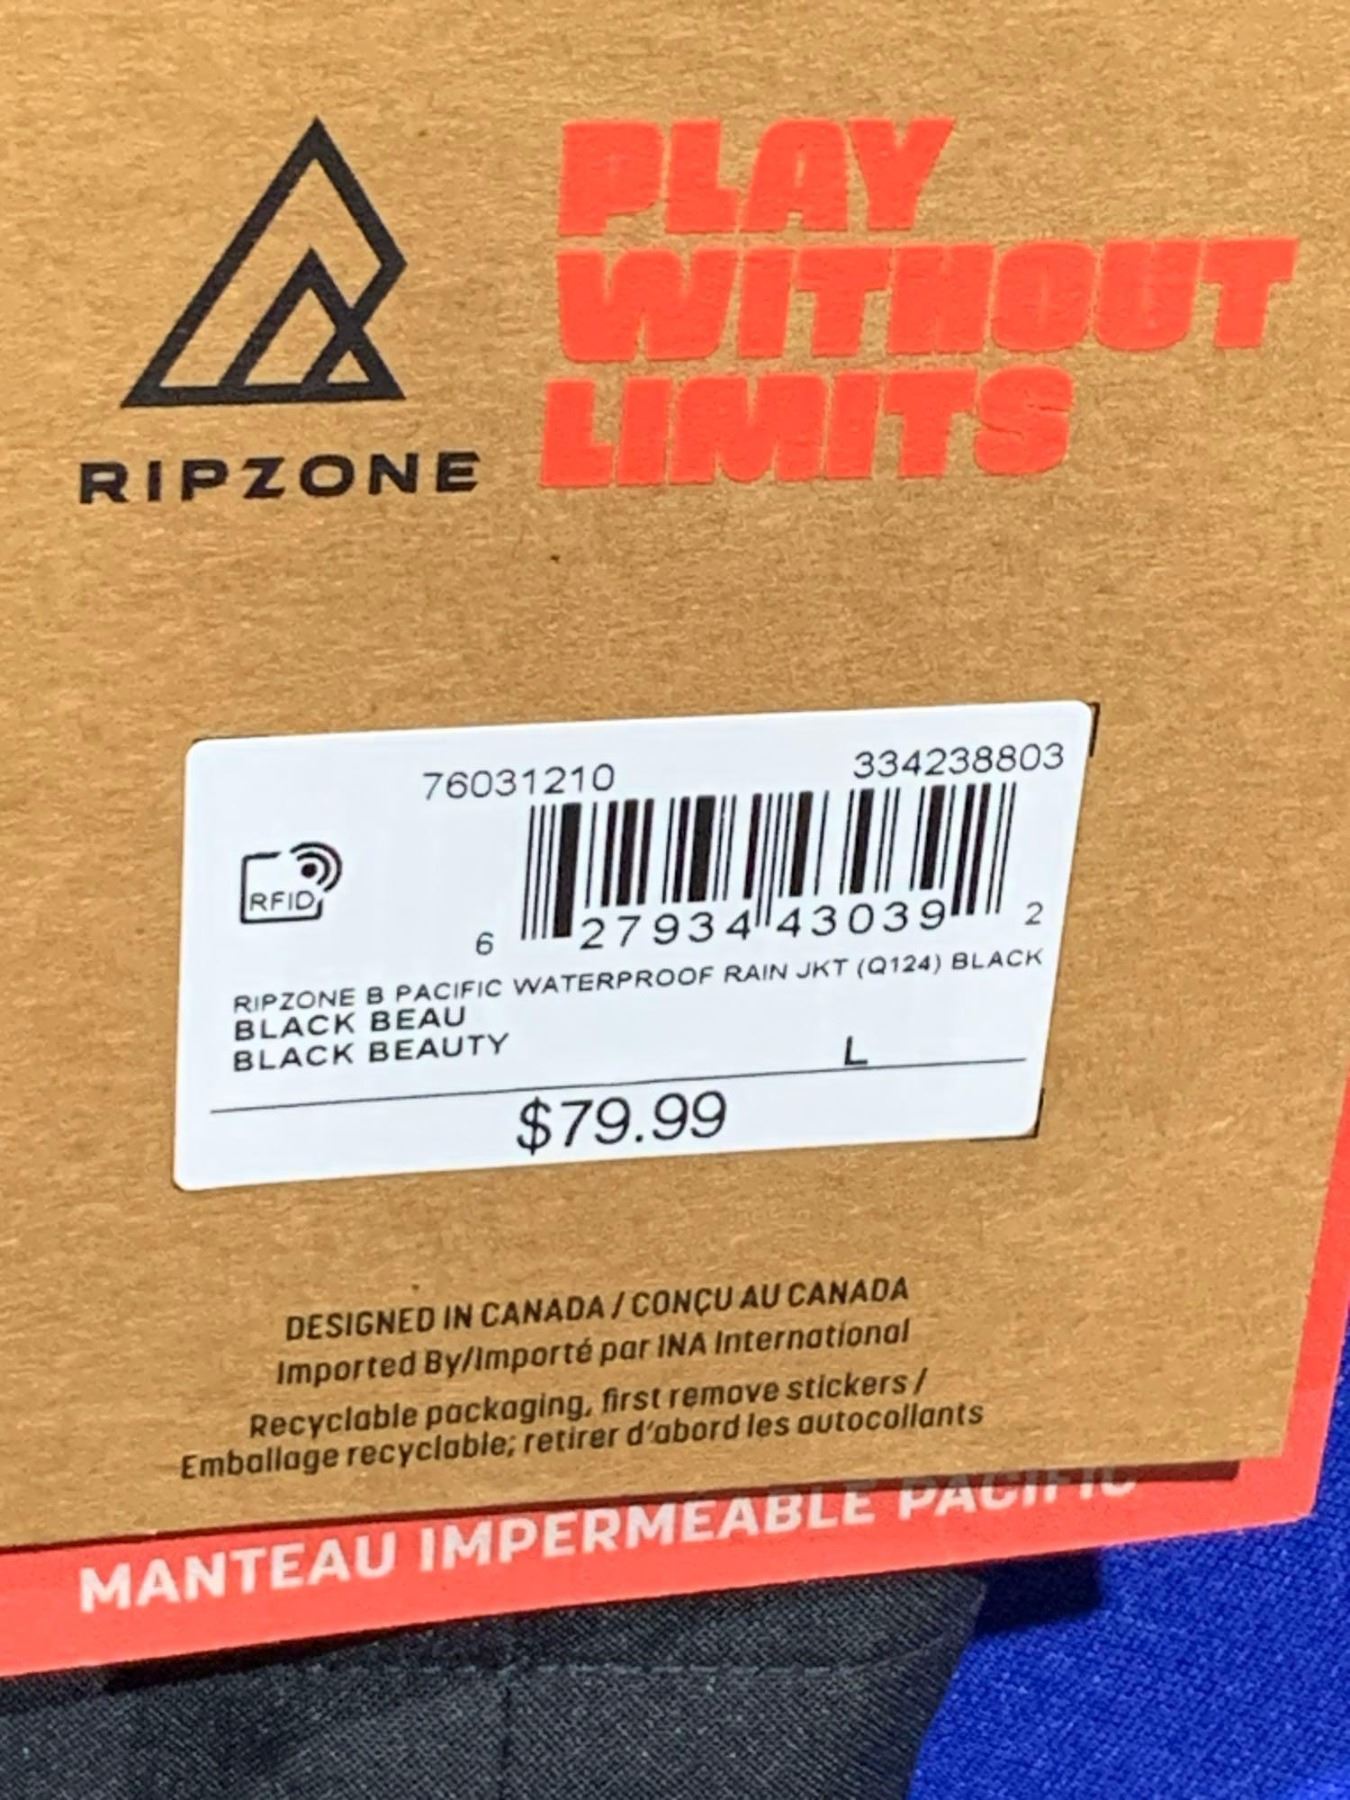 PLAY
WITHOUT
LIMITS
RIPZONE
76031210 334238803
RFID
6 27934 43039 2
RIPZONE B PACIFIC WATERPROOF RAIN JKT (Q124) BLACK
BLACK BEAU
BLACK BEAUTY L
$79.99
DESIGNED IN CANADA / CONÇU AU CANADA
Imported By/Importé par INA International
Recyclable packaging, first remove stickers /
Emballage recyclable; retirer d'abord les autocollants
MANTEAU IMPERMÉABLE PACIFIC